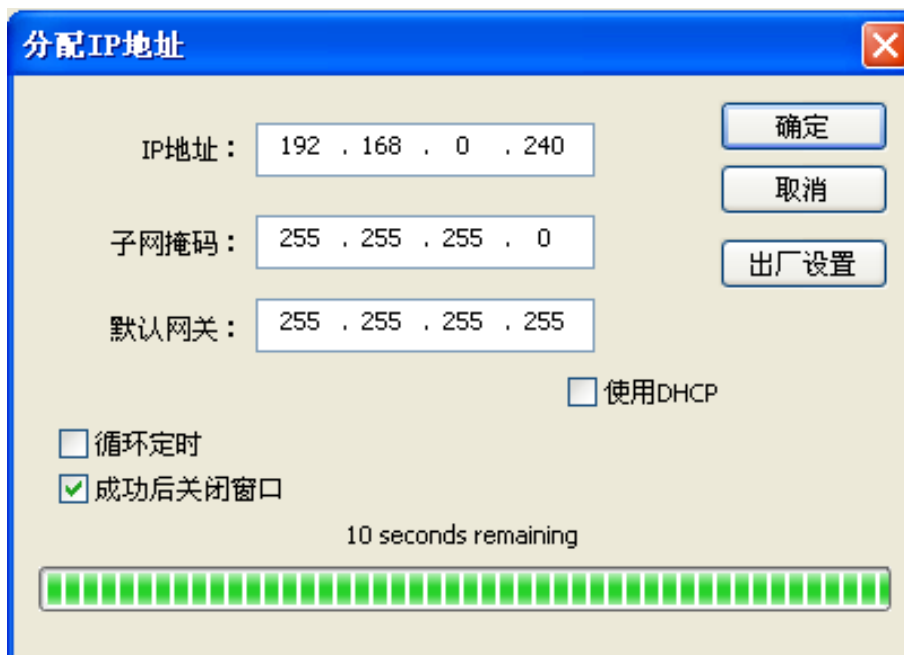 分配IP地址
IP地址： 192 . 168 . 0 . 240
确定
取消
子网掩码： 255 . 255 . 255 . 0
出厂设置
默认网关： 255 . 255 . 255 . 255
使用DHCP
循环定时
成功后关闭窗口
10 seconds remaining